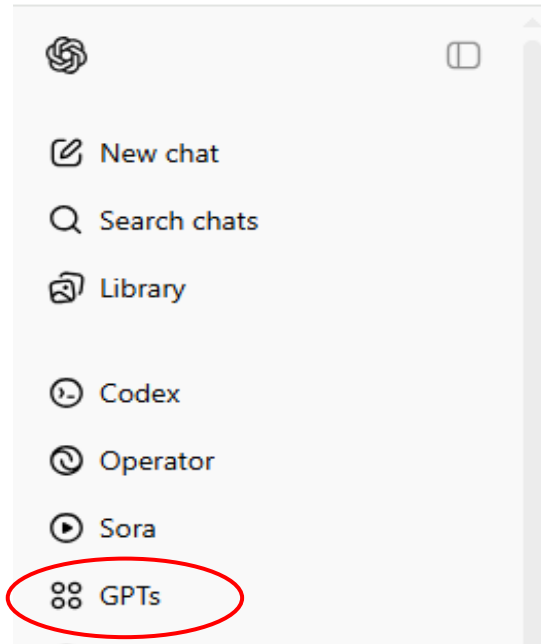 New chat
Search chats
Library
Codex
Operator
Sora
GPTs